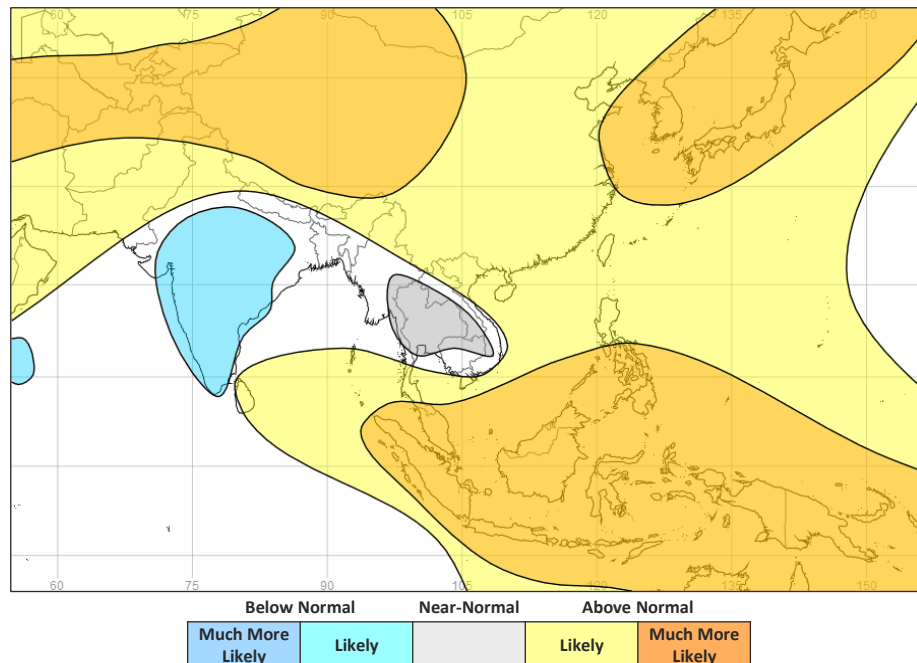 60 75 90 105 120 135 150
60 75 90 105 120 135 150
Below Normal Near-Normal Above Normal
Much More Likely Likely Much More
Likely Likely